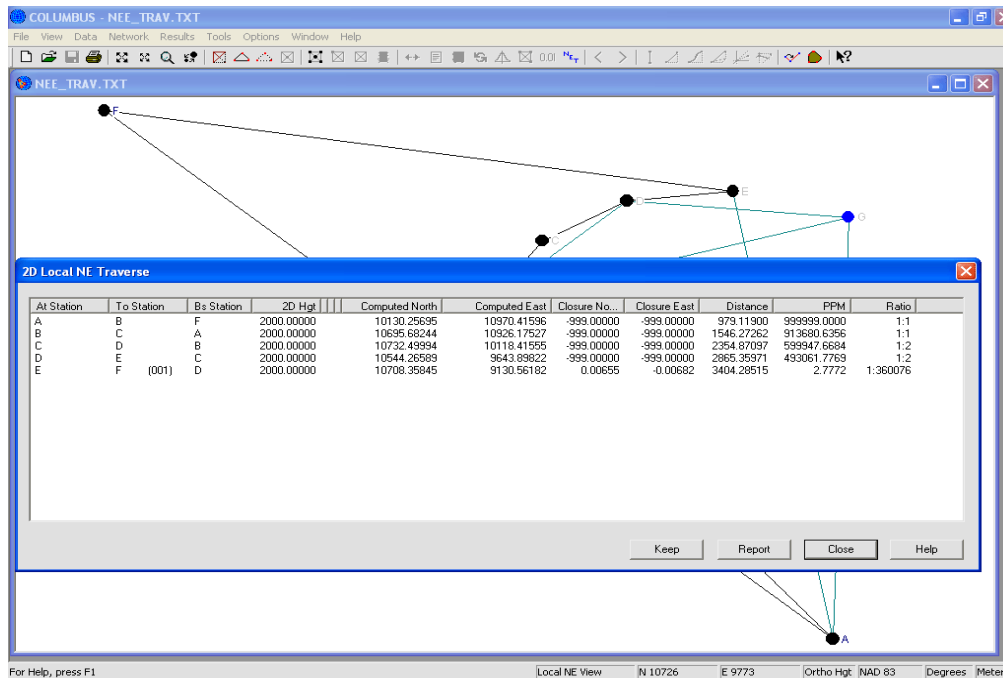 COLUMBUS - NEE_TRAV.TXT
File View Data Network Results Tools Options Window Help
0.01 NET
NEE_TRAV.TXT
F
E
D
G
C
2D Local NE Traverse
At Station To Station Bs Station 2D Hgt Computed North Computed East Closure No... Closure East Distance PPM Ratio
A B F 2000.00000 10130.25695 10970.41596 -999.00000 -999.00000 979.11900 999999.0000 1:1
B C A 2000.00000 10695.68244 10926.17527 -999.00000 -999.00000 1546.27262 913680.6356 1:1
C D B 2000.00000 10732.49994 10118.41555 -999.00000 -999.00000 2354.87097 599947.6684 1:2
D E C 2000.00000 10544.26589 9643.89822 -999.00000 -999.00000 2865.35971 493061.7769 1:2
E F (001) D 2000.00000 10708.35845 9130.56182 0.00655 -0.00682 3404.28515 2.7772 1:360076
Keep Report Close Help
A
For Help, press F1 Local NE View N 10726 E 9773 Ortho Hgt NAD 83 Degrees Meter